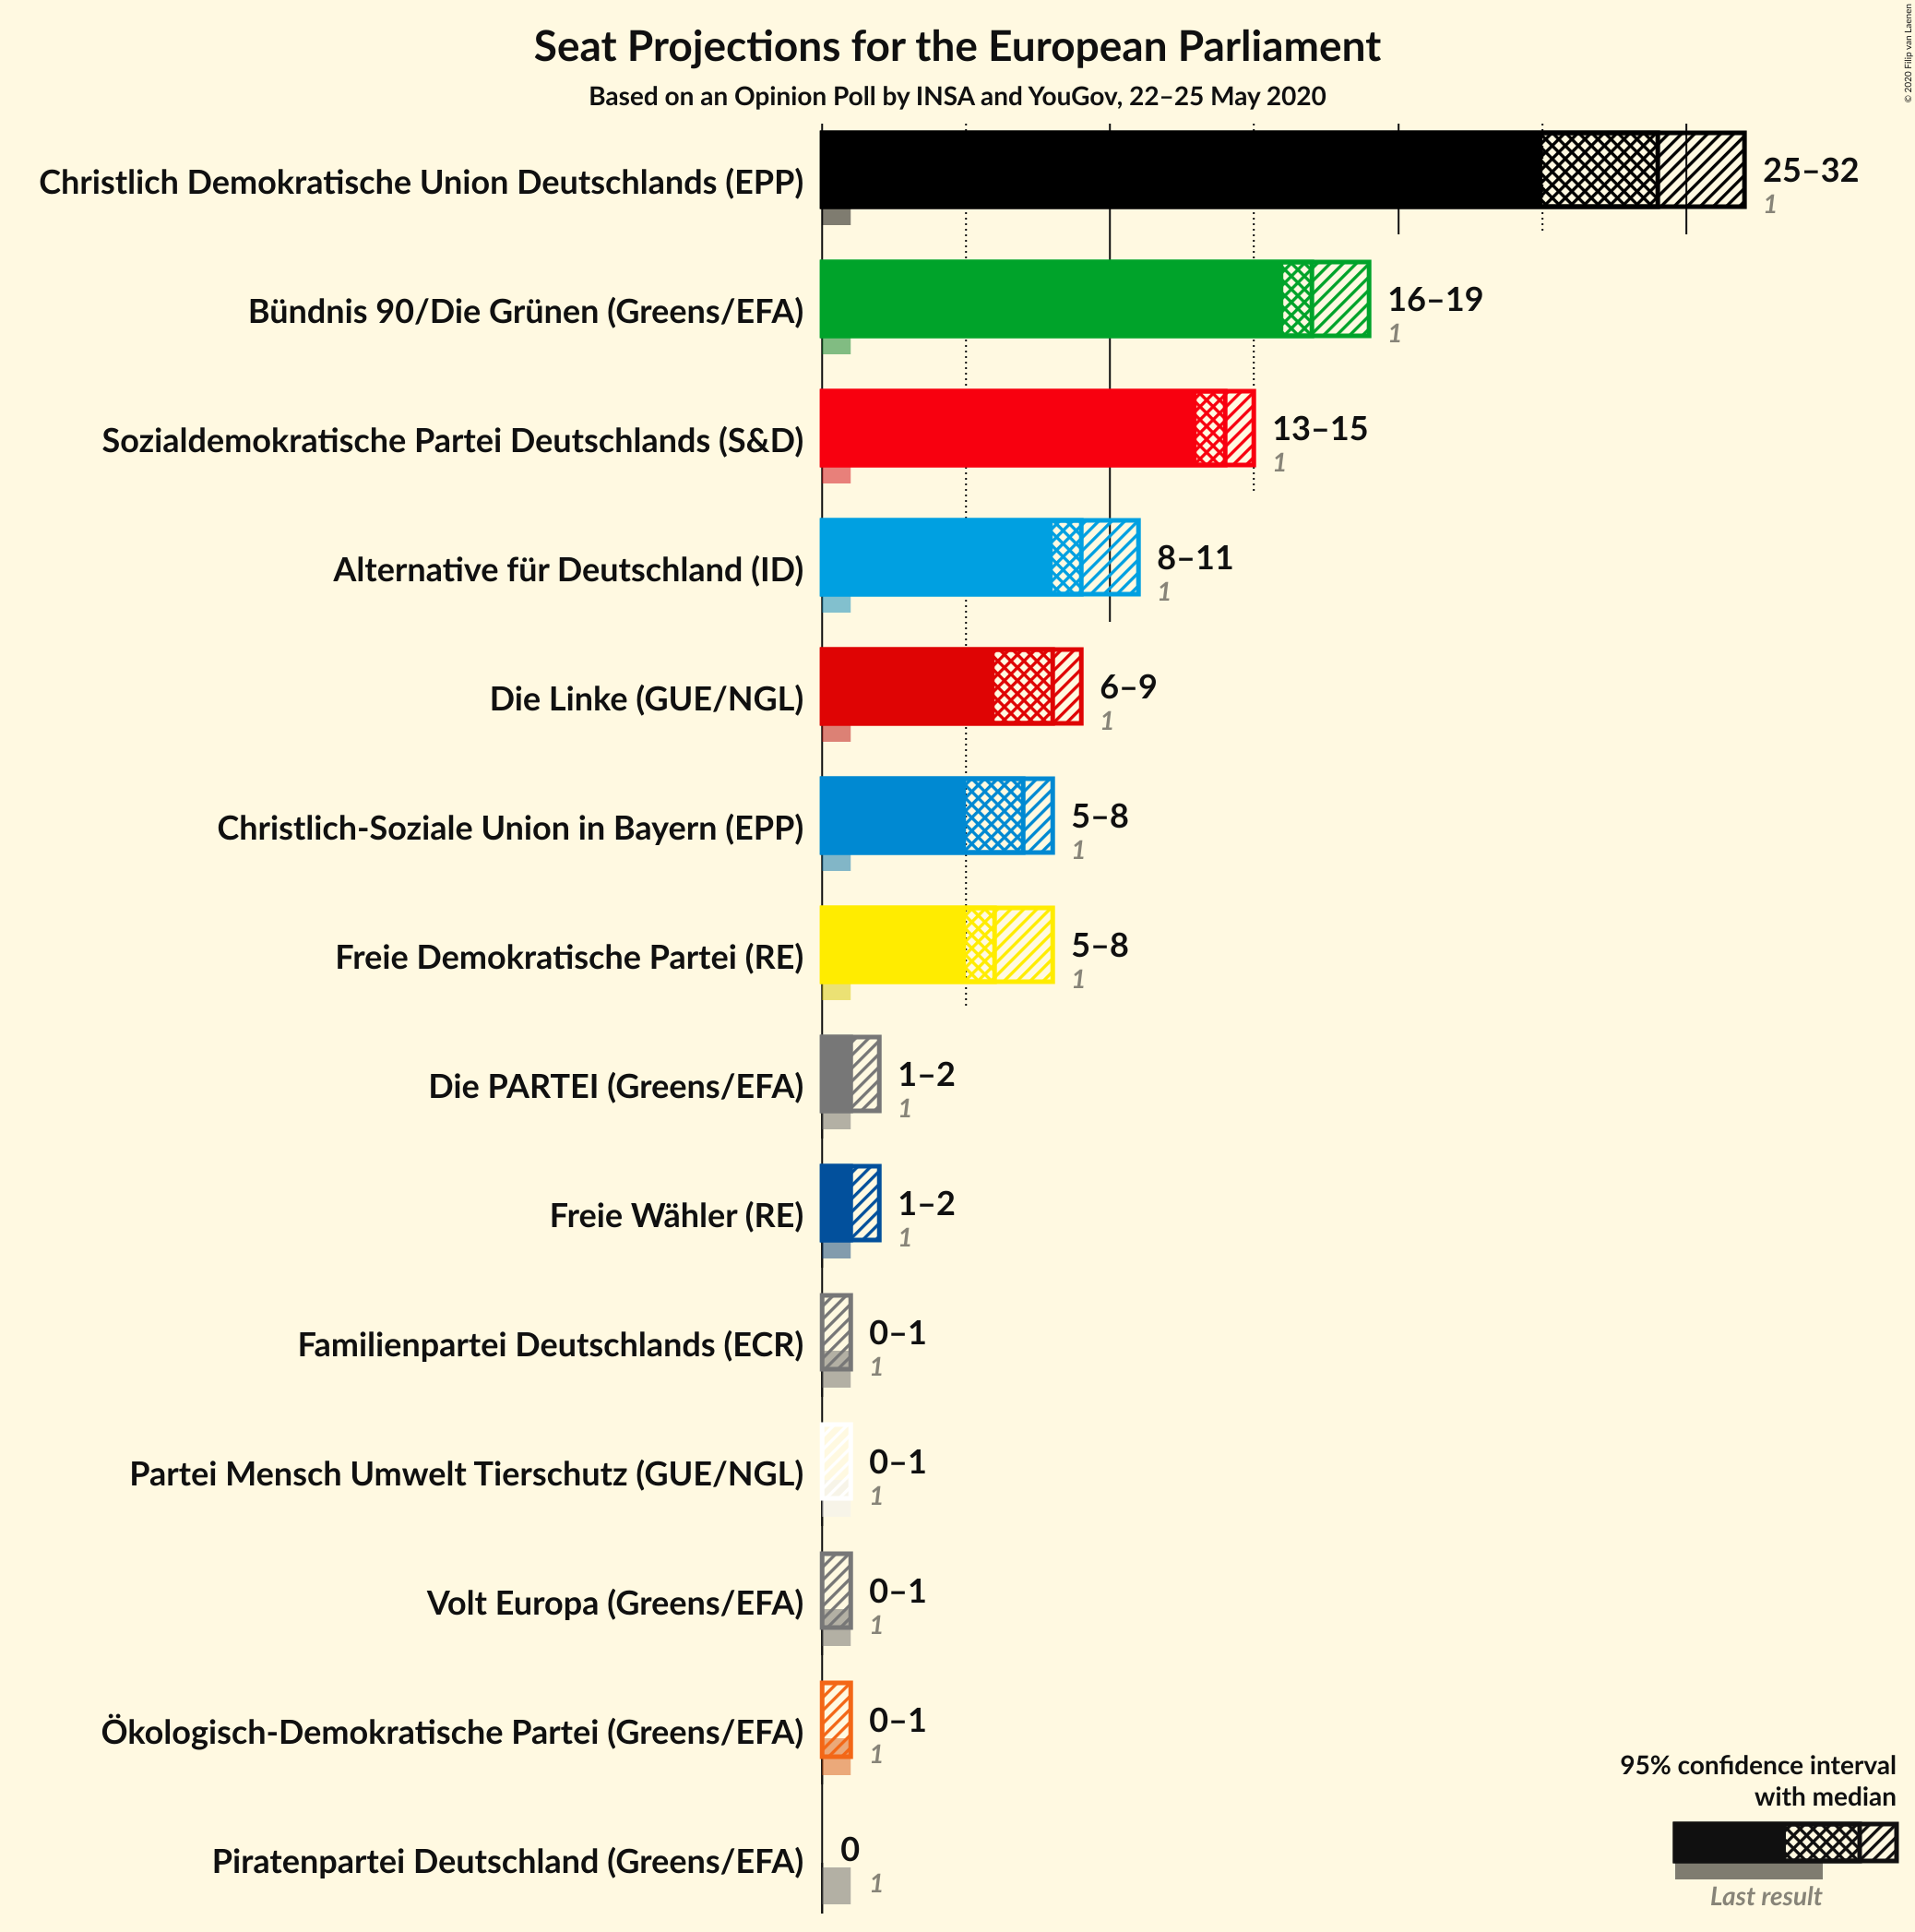 Seat Projections for the European Parliament
Based on an Opinion Poll by INSA and YouGov, 22–25 May 2020
© 2020 Filip van Laenen
Christlich Demokratische Union Deutschlands (EPP)
25–32
1
Bündnis 90/Die Grünen (Greens/EFA)
16–19
1
Sozialdemokratische Partei Deutschlands (S&D)
13–15
1
Alternative für Deutschland (ID)
8–11
1
Die Linke (GUE/NGL)
6–9
1
Christlich-Soziale Union in Bayern (EPP)
5–8
1
Freie Demokratische Partei (RE)
5–8
1
Die PARTEI (Greens/EFA)
1–2
1
Freie Wähler (RE)
1–2
1
Familienpartei Deutschlands (ECR)
0–1
1
Partei Mensch Umwelt Tierschutz (GUE/NGL)
0–1
1
Volt Europa (Greens/EFA)
0–1
1
Ökologisch-Demokratische Partei (Greens/EFA)
0–1
1
Piratenpartei Deutschland (Greens/EFA)
0
1
95% confidence interval
with median
Last result